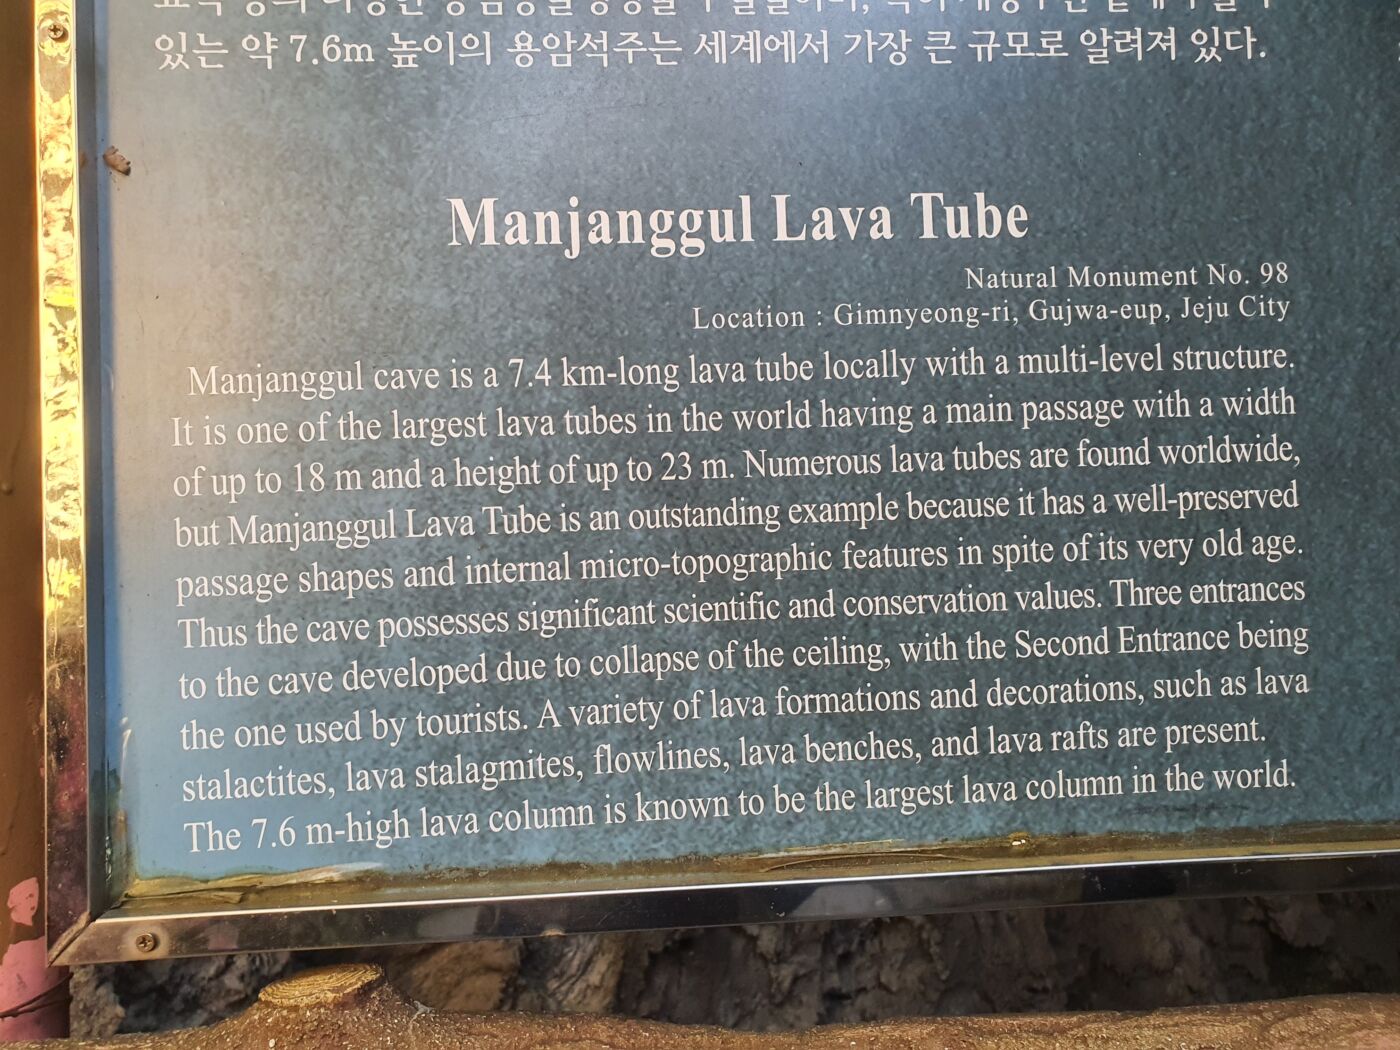 있는 약 7.6m 높이의 용암석주는 세계에서 가장 큰 규모로 알려져 있다.
Manjanggul Lava Tube
Natural Monument No. 98
Location : Gimnyeong-ri, Gujwa-eup, Jeju City
Manjanggul cave is a 7.4 km-long lava tube locally with a multi-level structure.
It is one of the largest lava tubes in the world having a main passage with a width
of up to 18 m and a height of up to 23 m. Numerous lava tubes are found worldwide,
but Manjanggul Lava Tube is an outstanding example because it has a well-preserved
passage shapes and internal micro-topographic features in spite of its very old age.
Thus the cave possesses significant scientific and conservation values. Three entrances
to the cave developed due to collapse of the ceiling, with the Second Entrance being
the one used by tourists. A variety of lava formations and decorations, such as lava
stalactites, lava stalagmites, flowlines, lava benches, and lava rafts are present.
The 7.6 m-high lava column is known to be the largest lava column in the world.